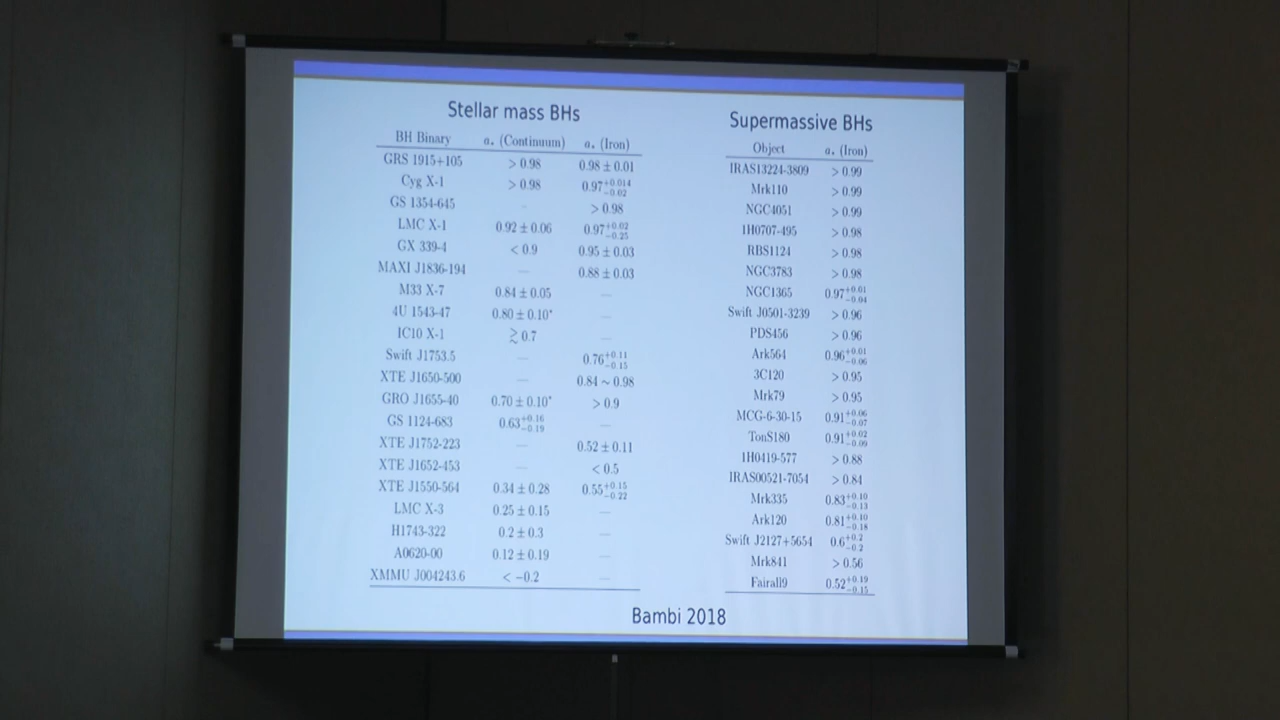 Stellar mass BHs
BH Binary a* (Continuum) a* (Iron)
GRS 1915+105 > 0.98 0.98 ± 0.01
Cyg X-1 > 0.98 0.97+0.014−0.02
GS 1354-645 – > 0.98
LMC X-1 0.92 ± 0.06 0.97+0.02−0.25
GX 339-4 < 0.9 0.95 ± 0.03
MAXI J1836-194 — 0.88 ± 0.03
M33 X-7 0.84 ± 0.05 —
4U 1543-47 0.80 ± 0.10* —
IC10 X-1 ≳ 0.7 —
Swift J1753.5 — 0.76+0.11−0.15
XTE J1650-500 — 0.84 ~ 0.98
GRO J1655-40 0.70 ± 0.10* > 0.9
GS 1124-683 0.63+0.16−0.19 —
XTE J1752-223 — 0.52 ± 0.11
XTE J1652-453 — < 0.5
XTE J1550-564 0.34 ± 0.28 0.55+0.15−0.22
LMC X-3 0.25 ± 0.15 —
H1743-322 0.2 ± 0.3 —
A0620-00 0.12 ± 0.19 —
XMMU J004243.6 < −0.2 —
Supermassive BHs
Object a* (Iron)
IRAS13224-3809 > 0.99
Mrk110 > 0.99
NGC4051 > 0.99
1H0707-495 > 0.98
RBS1124 > 0.98
NGC3783 > 0.98
NGC1365 0.97+0.01−0.04
Swift J0501-3239 > 0.96
PDS456 > 0.96
Ark564 0.96+0.01−0.06
3C120 > 0.95
Mrk79 > 0.95
MCG-6-30-15 0.91+0.06−0.07
TonS180 0.91+0.02−0.09
1H0419-577 > 0.88
IRAS00521-7054 > 0.84
Mrk335 0.83+0.10−0.13
Ark120 0.81+0.10−0.18
Swift J2127+5654 0.6+0.2−0.2
Mrk841 > 0.56
Fairall9 0.52+0.19−0.15
Bambi 2018